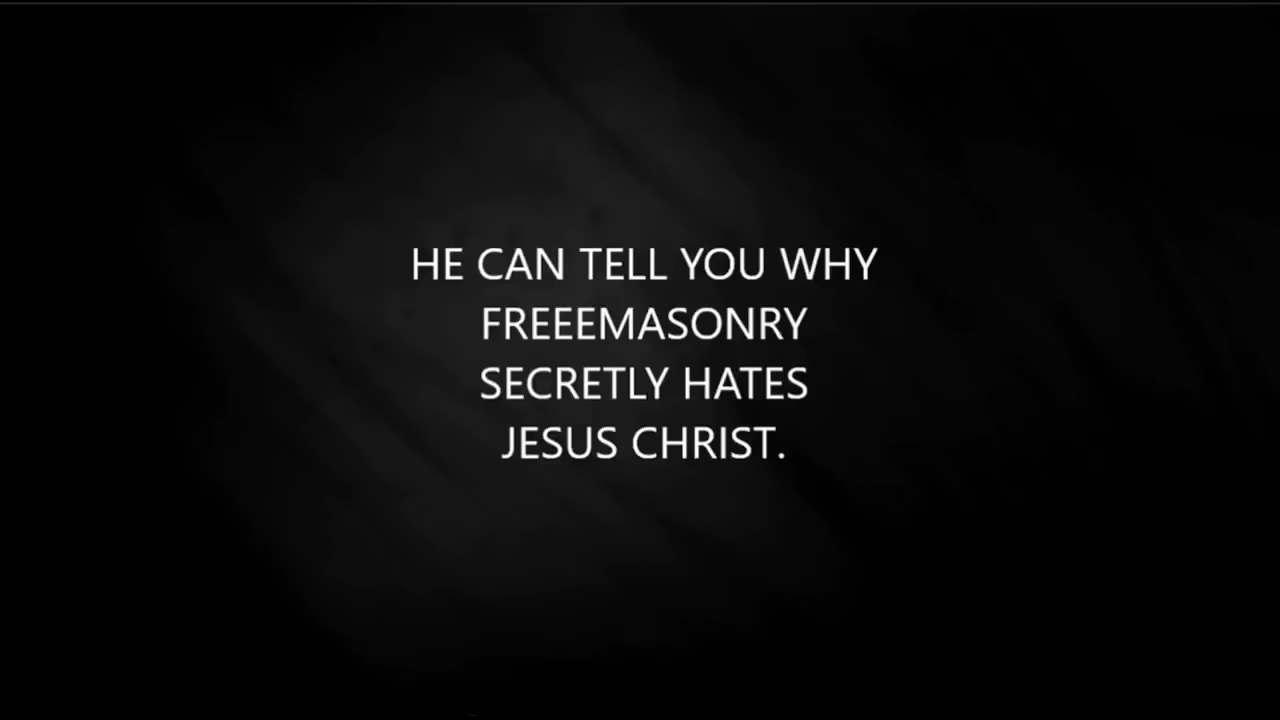 HE CAN TELL YOU WHY
FREEEMASONRY
SECRETLY HATES
JESUS CHRIST.